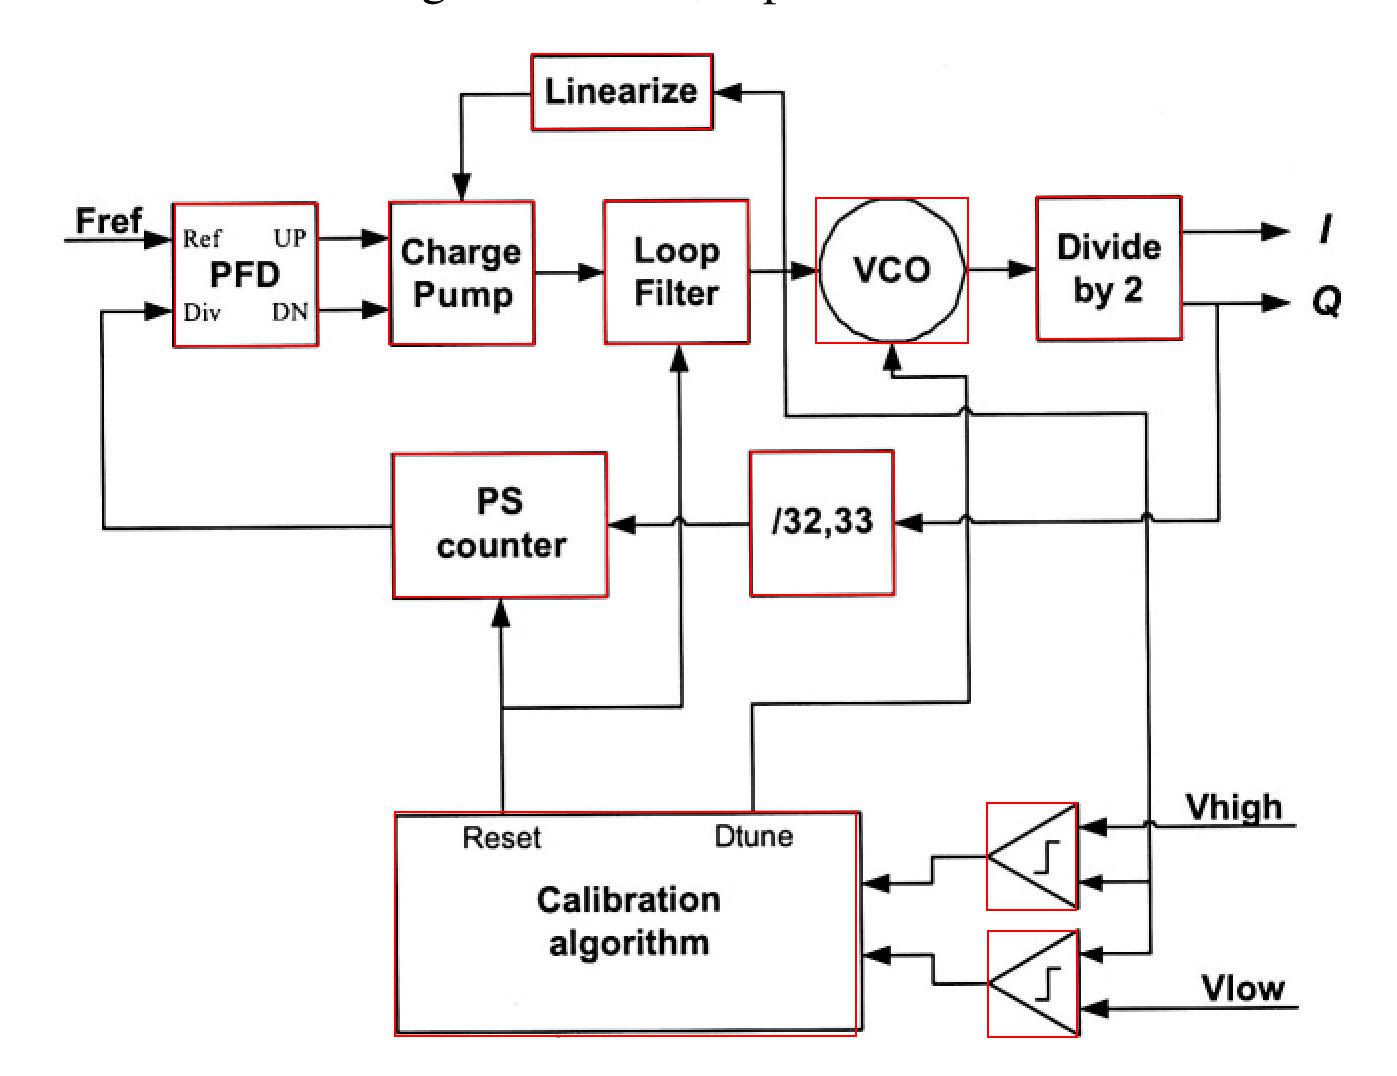 Linearize
Fref
Ref UP
PFD
Div DN
Charge
Pump
Loop
Filter
VCO
Divide
by 2
I
Q
PS
counter
/32,33
Reset
Dtune
Calibration
algorithm
Vhigh
Vlow